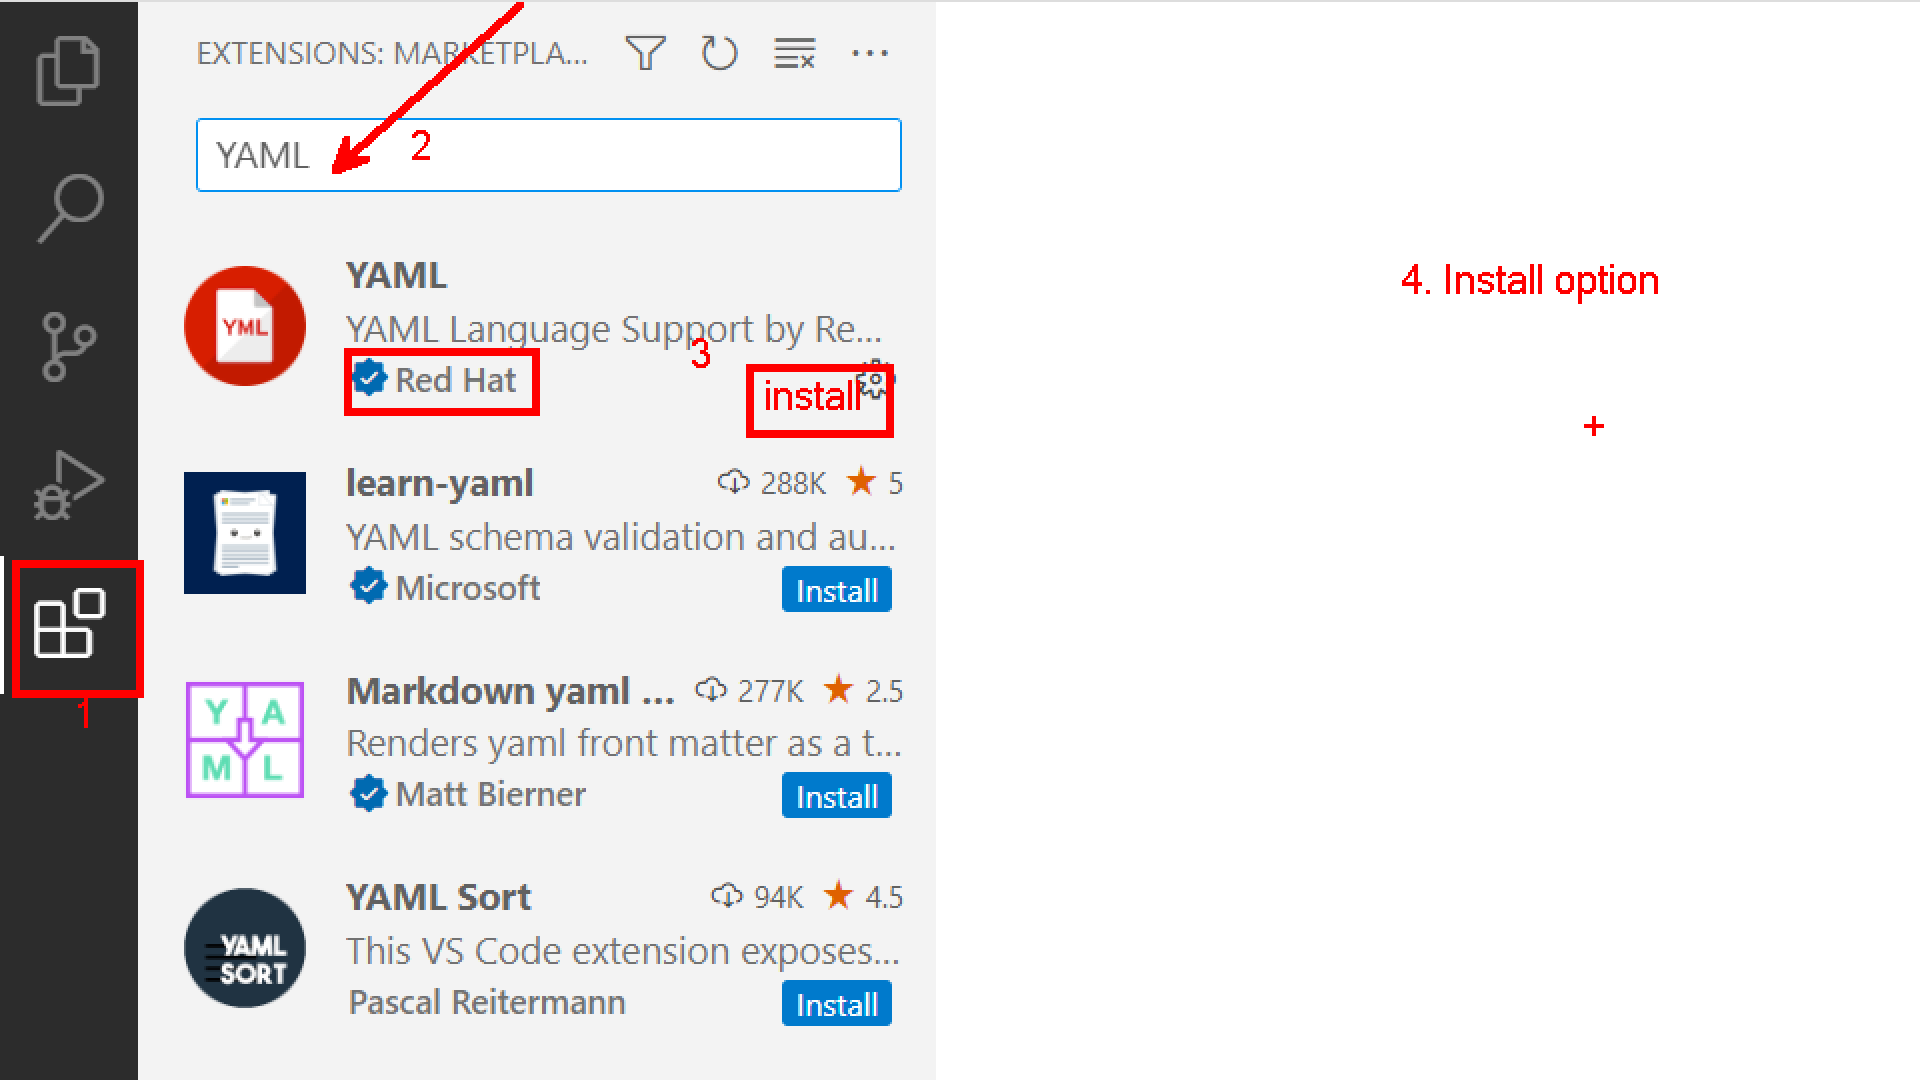 EXTENSIONS: MARKETPLA...
YAML
2
YML
YAML
YAML Language Support by Re...
3
Red Hat
install
4. Install option
+
learn-yaml 288K 5
YAML schema validation and au...
Microsoft Install
1
Y A
M L
Markdown yaml ... 277K 2.5
Renders yaml front matter as a t...
Matt Bierner Install
YAML
SORT
YAML Sort 94K 4.5
This VS Code extension exposes...
Pascal Reitermann Install